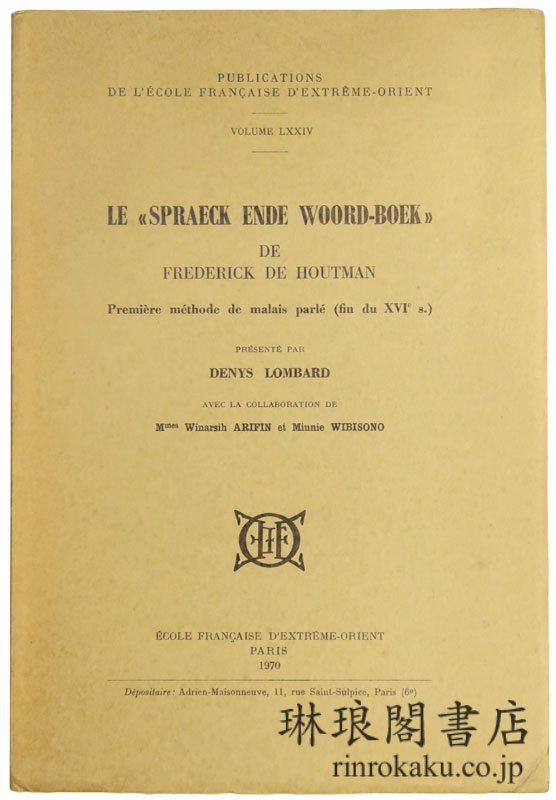 PUBLICATIONS
DE L'ÉCOLE FRANÇAISE D'EXTRÊME-ORIENT
VOLUME LXXIV
LE « SPRAECK ENDE WOORD-BOEK »
DE
FREDERICK DE HOUTMAN
Première méthode de malais parlé (fin du XVIe s.)
PRÉSENTÉ PAR
DENYS LOMBARD
AVEC LA COLLABORATION DE
Mmes Winarsih ARIFIN et Minnie WIBISONO
ÉCOLE FRANÇAISE D'EXTRÊME-ORIENT
PARIS
1970
Dépositaire : Adrien-Maisonneuve, 11, rue Saint-Sulpice, Paris (6e)
琳琅閣書店
rinrokaku.co.jp